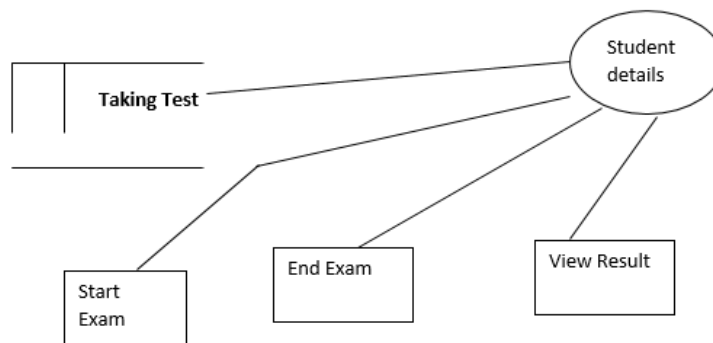 Student
details
Taking Test
Start
Exam
End Exam
View Result